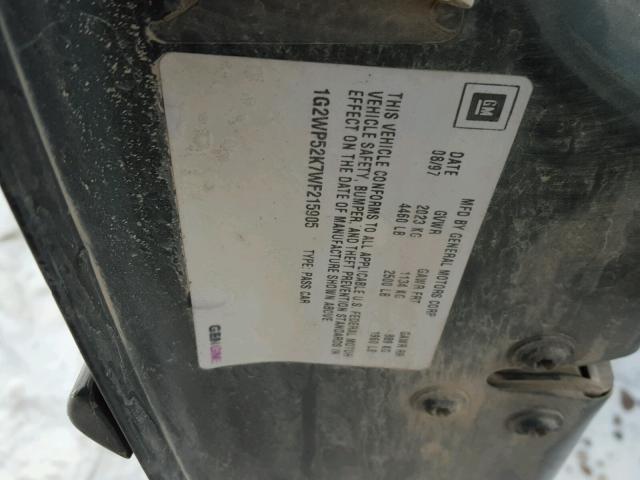 GM
MFD BY GENERAL MOTORS CORP
DATE GVWR GAWR FRT GAWR RR
08/97 2023 KG 1134 KG 889 KG
4460 LB 2500 LB 1960 LB
THIS VEHICLE CONFORMS TO ALL APPLICABLE U.S. FEDERAL MOTOR
VEHICLE SAFETY, BUMPER, AND THEFT PREVENTION STANDARDS IN
EFFECT ON THE DATE OF MANUFACTURE SHOWN ABOVE
1G2WP52K7WF215905 TYPE: PASS CAR